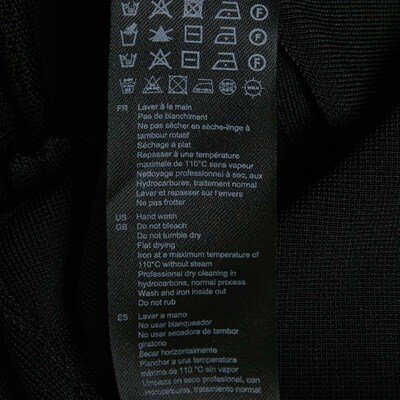 F
F
FR Laver à la main
Pas de blanchiment
Ne pas sécher en sèche-linge à
tambour rotatif
Séchage à plat
Repasser à une température
maximale de 110°C sans vapeur
Nettoyage professionnel à sec, aux
Hydrocarbures, traitement normal
Laver et repasser sur l'envers
Ne pas frotter
US Hand wash
GB Do not bleach
Do not tumble dry
Flat drying
Iron at a maximum temperature of
110°C without steam
Professional dry cleaning in
hydrocarbons, normal process
Wash and iron inside out
Do not rub
ES Lavar a mano
No usar blanqueador
No usar secadora de tambor
giratorio
Secar horizontalmente
Planchar a una temperatura
máxima de 110 °C sin vapor
Limpieza en seco profesional, con
Hidrocarburos, proceso normal